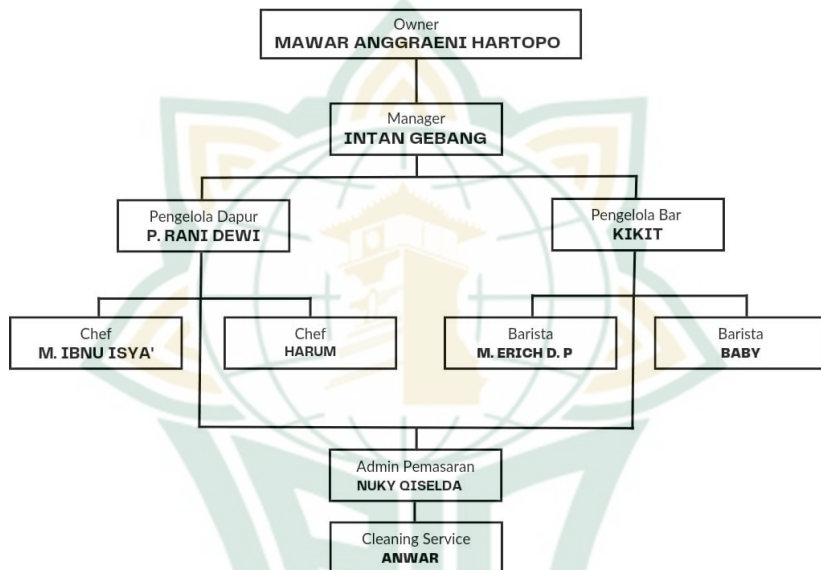 Owner
MAWAR ANGGRAENI HARTOPO
Manager
INTAN GEBANG
Pengelola Dapur
P. RANI DEWI
Pengelola Bar
KIKIT
Chef
M. IBNU ISYA'
Chef
HARUM
Barista
M. ERICH D. P
Barista
BABY
Admin Pemasaran
NUKY QISELDA
Cleaning Service
ANWAR